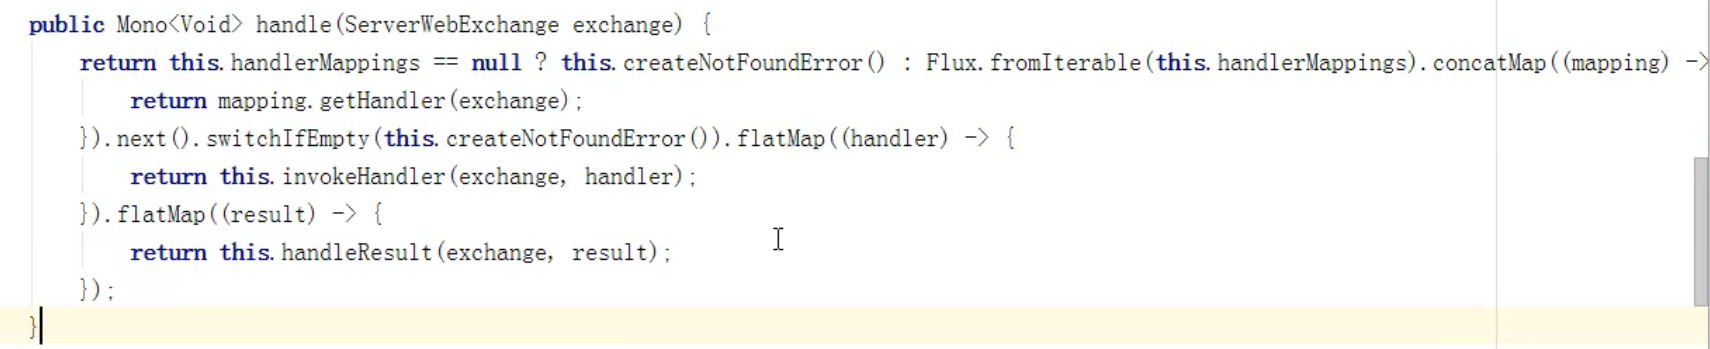 public Mono<Void> handle(ServerWebExchange exchange) {
return this.handlerMappings == null ? this.createNotFoundError() : Flux.fromIterable(this.handlerMappings).concatMap((mapping) ->
return mapping.getHandler(exchange);
}).next().switchIfEmpty(this.createNotFoundError()).flatMap((handler) -> {
return this.invokeHandler(exchange, handler);
}).flatMap((result) -> {
return this.handleResult(exchange, result);
});
}